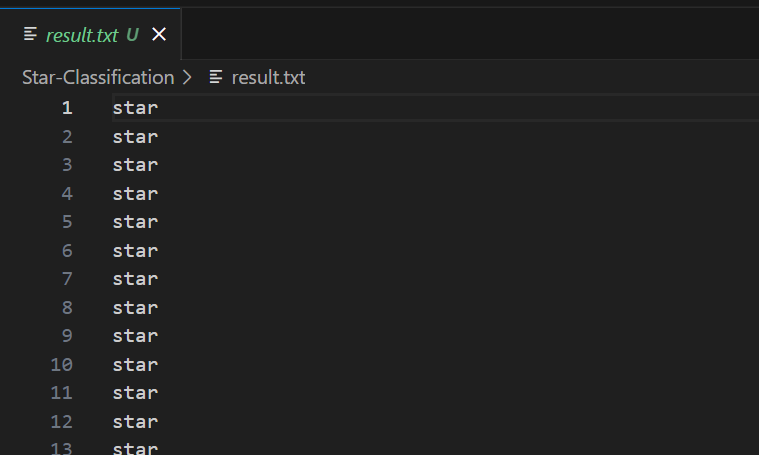 result.txt U
Star-Classification > result.txt
1 star
2 star
3 star
4 star
5 star
6 star
7 star
8 star
9 star
10 star
11 star
12 star
13 star